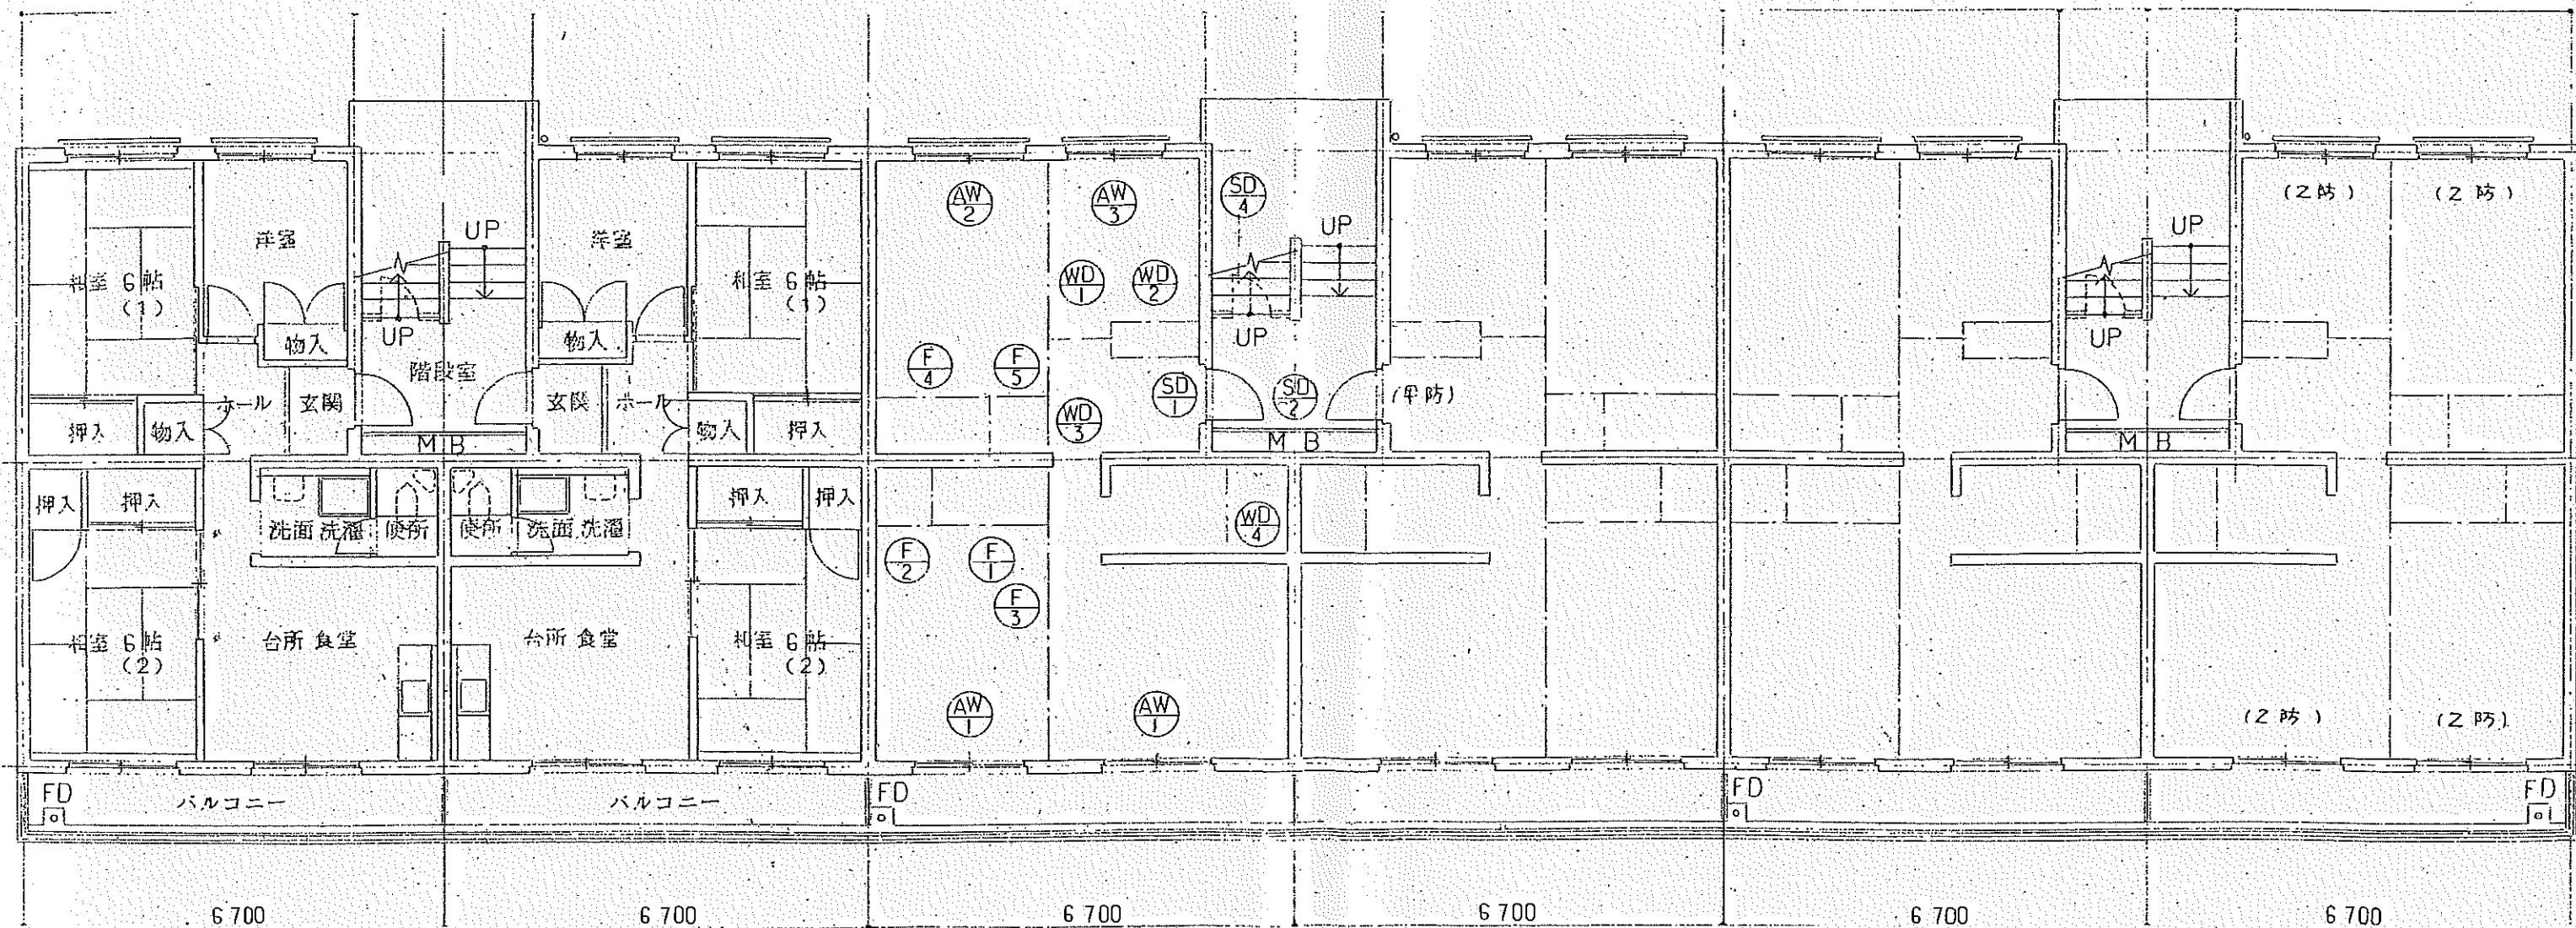 AW
2
AW
3
SD
4
(2防)
(2防)
洋室
UP
洋室
UP
UP
和室 6帖
(1)
和室 6帖
(1)
WD
1
WD
2
物入
UP
物入
UP
UP
階段室
F
4
F
5
ホール
玄関
玄関
ホール
SD
1
SD
2
(甲防)
押入
物入
物入
押入
WD
3
MB
MB
MB
押入
押入
押入
押入
洗面 洗濯
便所
便所
洗面 洗濯
WD
4
F
2
F
1
F
3
和室 6帖
(2)
台所 食堂
台所 食堂
和室 6帖
(2)
AW
1
AW
1
(2防)
(2防)
FD
バルコニー
バルコニー
FD
FD
FD
6 700
6 700
6 700
6 700
6 700
6 700